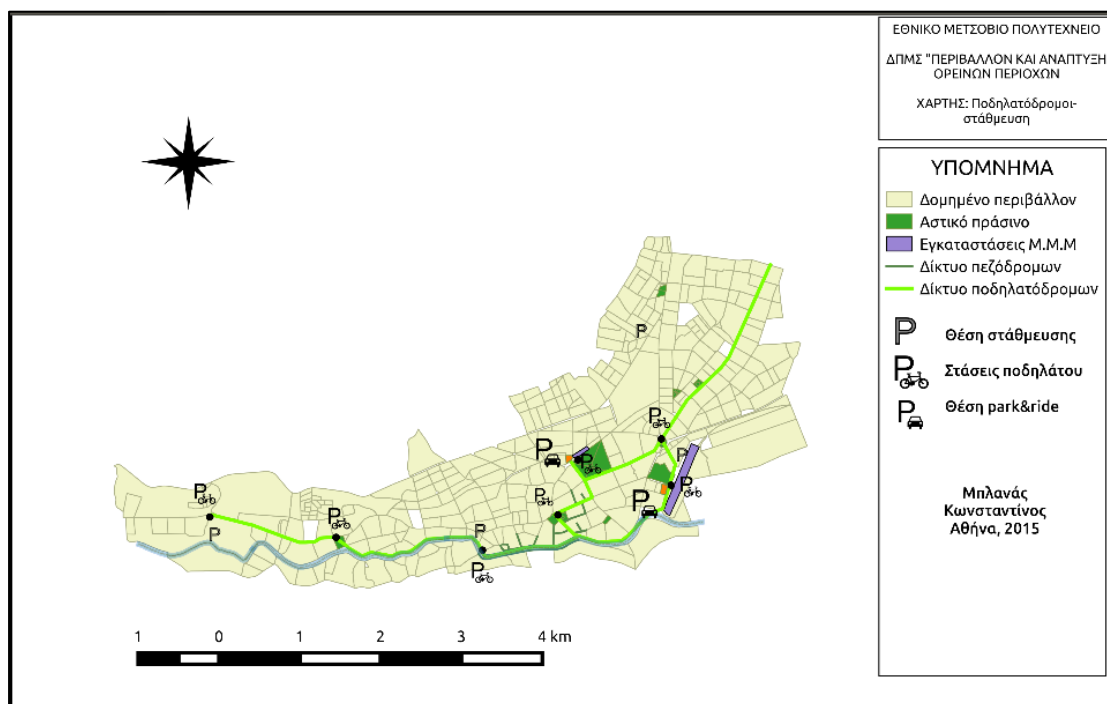 ΕΘΝΙΚΟ ΜΕΤΣΟΒΙΟ ΠΟΛΥΤΕΧΝΕΙΟ
ΔΠΜΣ "ΠΕΡΙΒΑΛΛΟΝ ΚΑΙ ΑΝΑΠΤΥΞΗ
ΟΡΕΙΝΩΝ ΠΕΡΙΟΧΩΝ
ΧΑΡΤΗΣ: Ποδηλατόδρομοι-
στάθμευση
ΥΠΟΜΝΗΜΑ
Δομημένο περιβάλλον
Αστικό πράσινο
Εγκαταστάσεις Μ.Μ.Μ
Δίκτυο πεζόδρομων
Δίκτυο ποδηλατόδρομων
P Θέση στάθμευσης
P Στάσεις ποδηλάτου
P Θέση park&ride
Μπλανάς
Κωνσταντίνος
Αθήνα, 2015
P
P
P
P
P
P
P
P
P
P
P
P
P
1 0 1 2 3 4 km